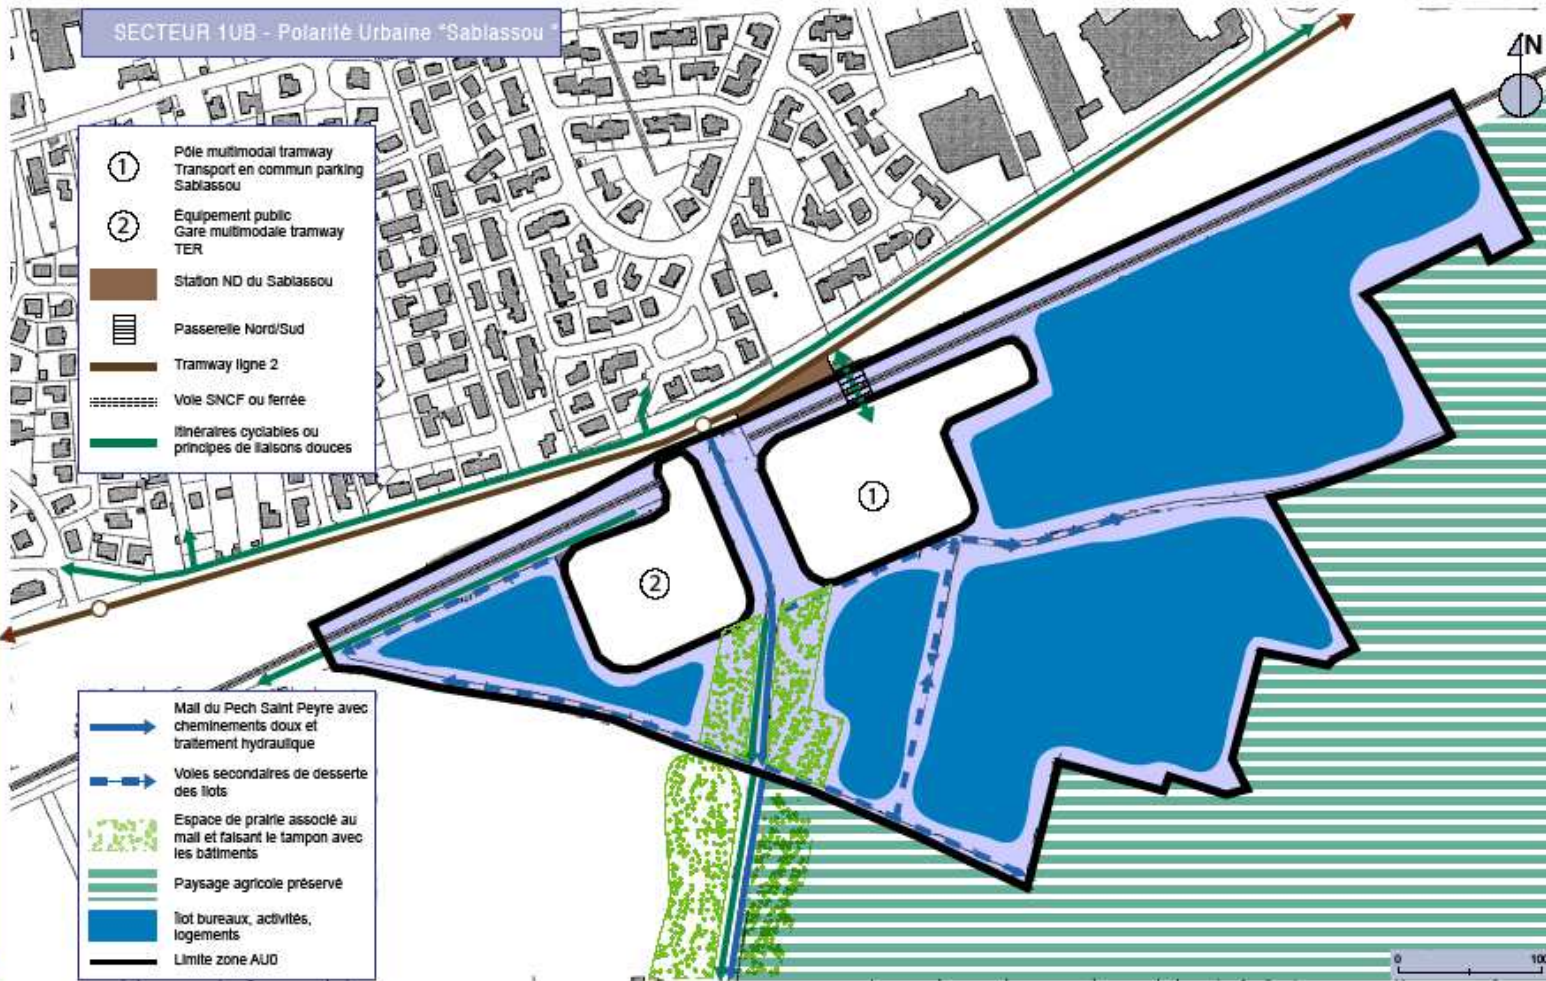 SECTEUR 1UB - Polarité Urbaine "Sablassou "
N
1
Pôle multimodal tramway
Transport en commun parking
Sablassou
2
Equipement public
Gare multimodale tramway
TER
Station ND du Sablassou
Passerelle Nord/Sud
Tramway ligne 2
Voie SNCF ou ferrée
Itinéraires cyclables ou
principes de liaisons douces
1
2
Mail du Pech Saint Peyre avec
cheminements doux et
traitement hydraulique
Voies secondaires de desserte
des îlots
Espace de prairie associé au
mail et faisant le tampon avec
les bâtiments
Paysage agricole préservé
îlot bureaux, activités,
logements
Limite zone AU0
0 100